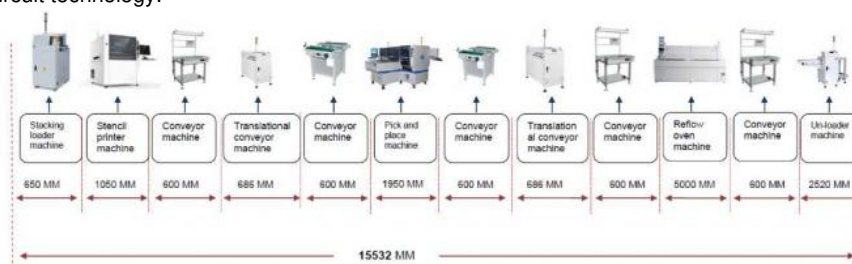 rcuit technology.
Stacking
loader
machine
Stencil
printer
machine
Conveyor
machine
Translational
conveyor machine
Conveyor
machine
Pick and
place
machine
Conveyor
machine
Translation
al conveyor
machine
Conveyor
machine
Reflow
oven
machine
Conveyor
machine
Un-loader
machine
650 MM
1050 MM
600 MM
686 MM
600 MM
1950 MM
600 MM
686 MM
600 MM
5000 MM
600 MM
2520 MM
15532 MM